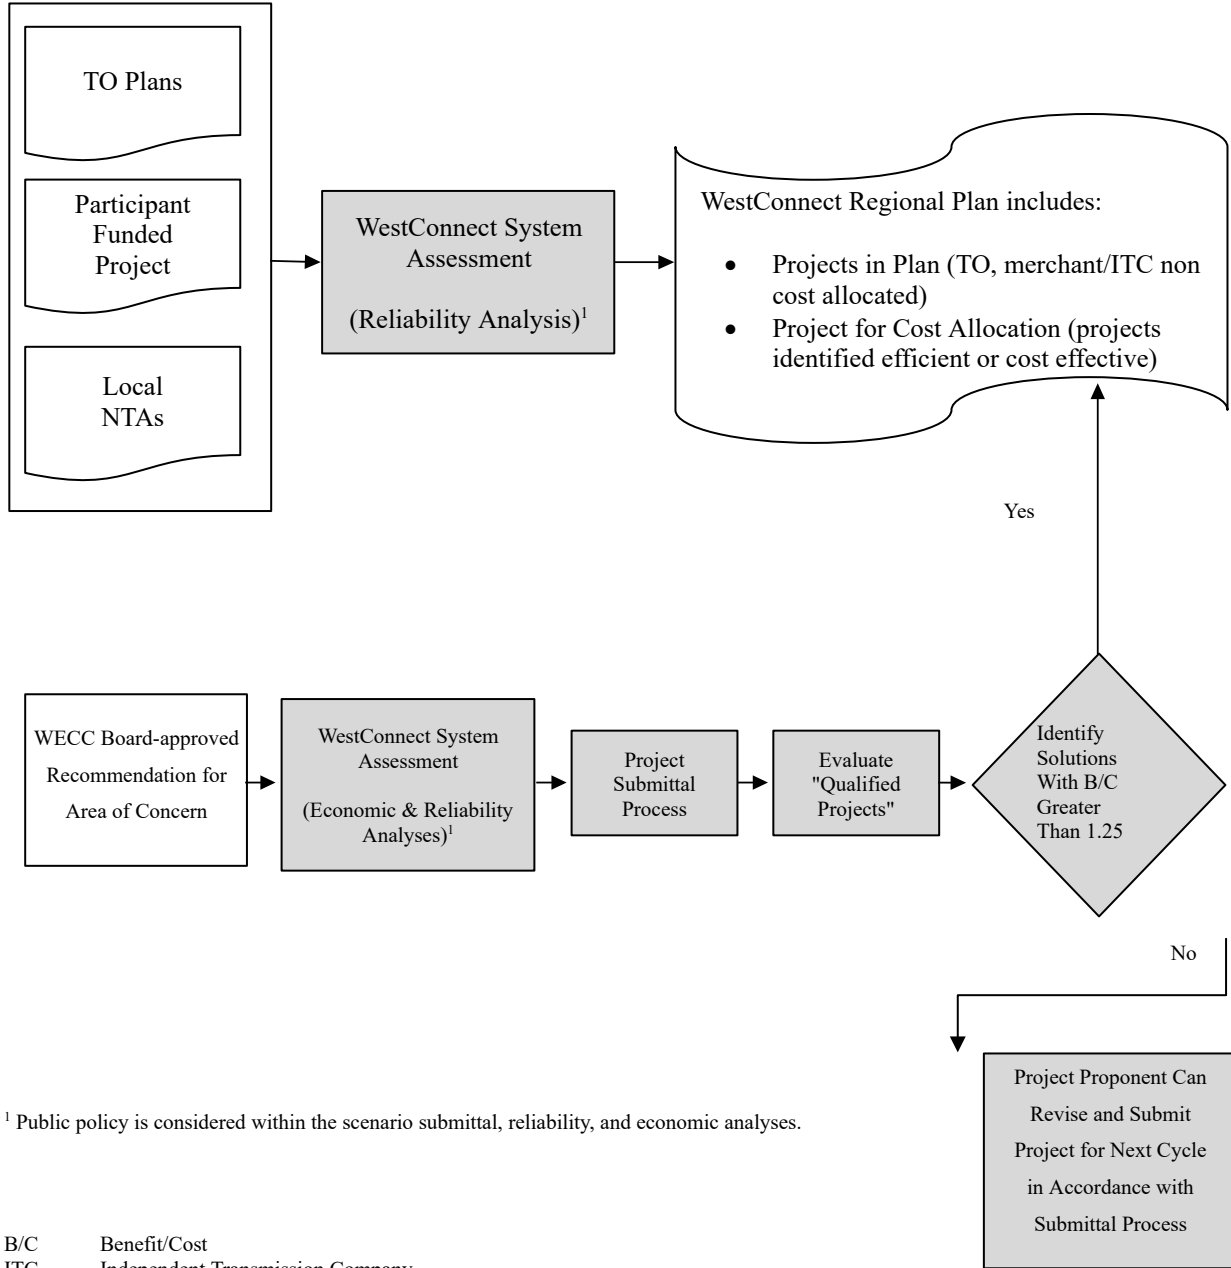 TO Plans
Participant
Funded
Project
Local
NTAs
WestConnect System
Assessment
(Reliability Analysis)1
WestConnect Regional Plan includes:
• Projects in Plan (TO, merchant/ITC non
cost allocated)
• Project for Cost Allocation (projects
identified efficient or cost effective)
Yes
WECC Board-approved
Recommendation for
Area of Concern
WestConnect System
Assessment
(Economic & Reliability
Analyses)1
Project
Submittal
Process
Evaluate
"Qualified
Projects"
Identify
Solutions
With B/C
Greater
Than 1.25
No
Project Proponent Can
Revise and Submit
Project for Next Cycle
in Accordance with
Submittal Process
1 Public policy is considered within the scenario submittal, reliability, and economic analyses.
B/C Benefit/Cost
ITC Independent Transmission Company